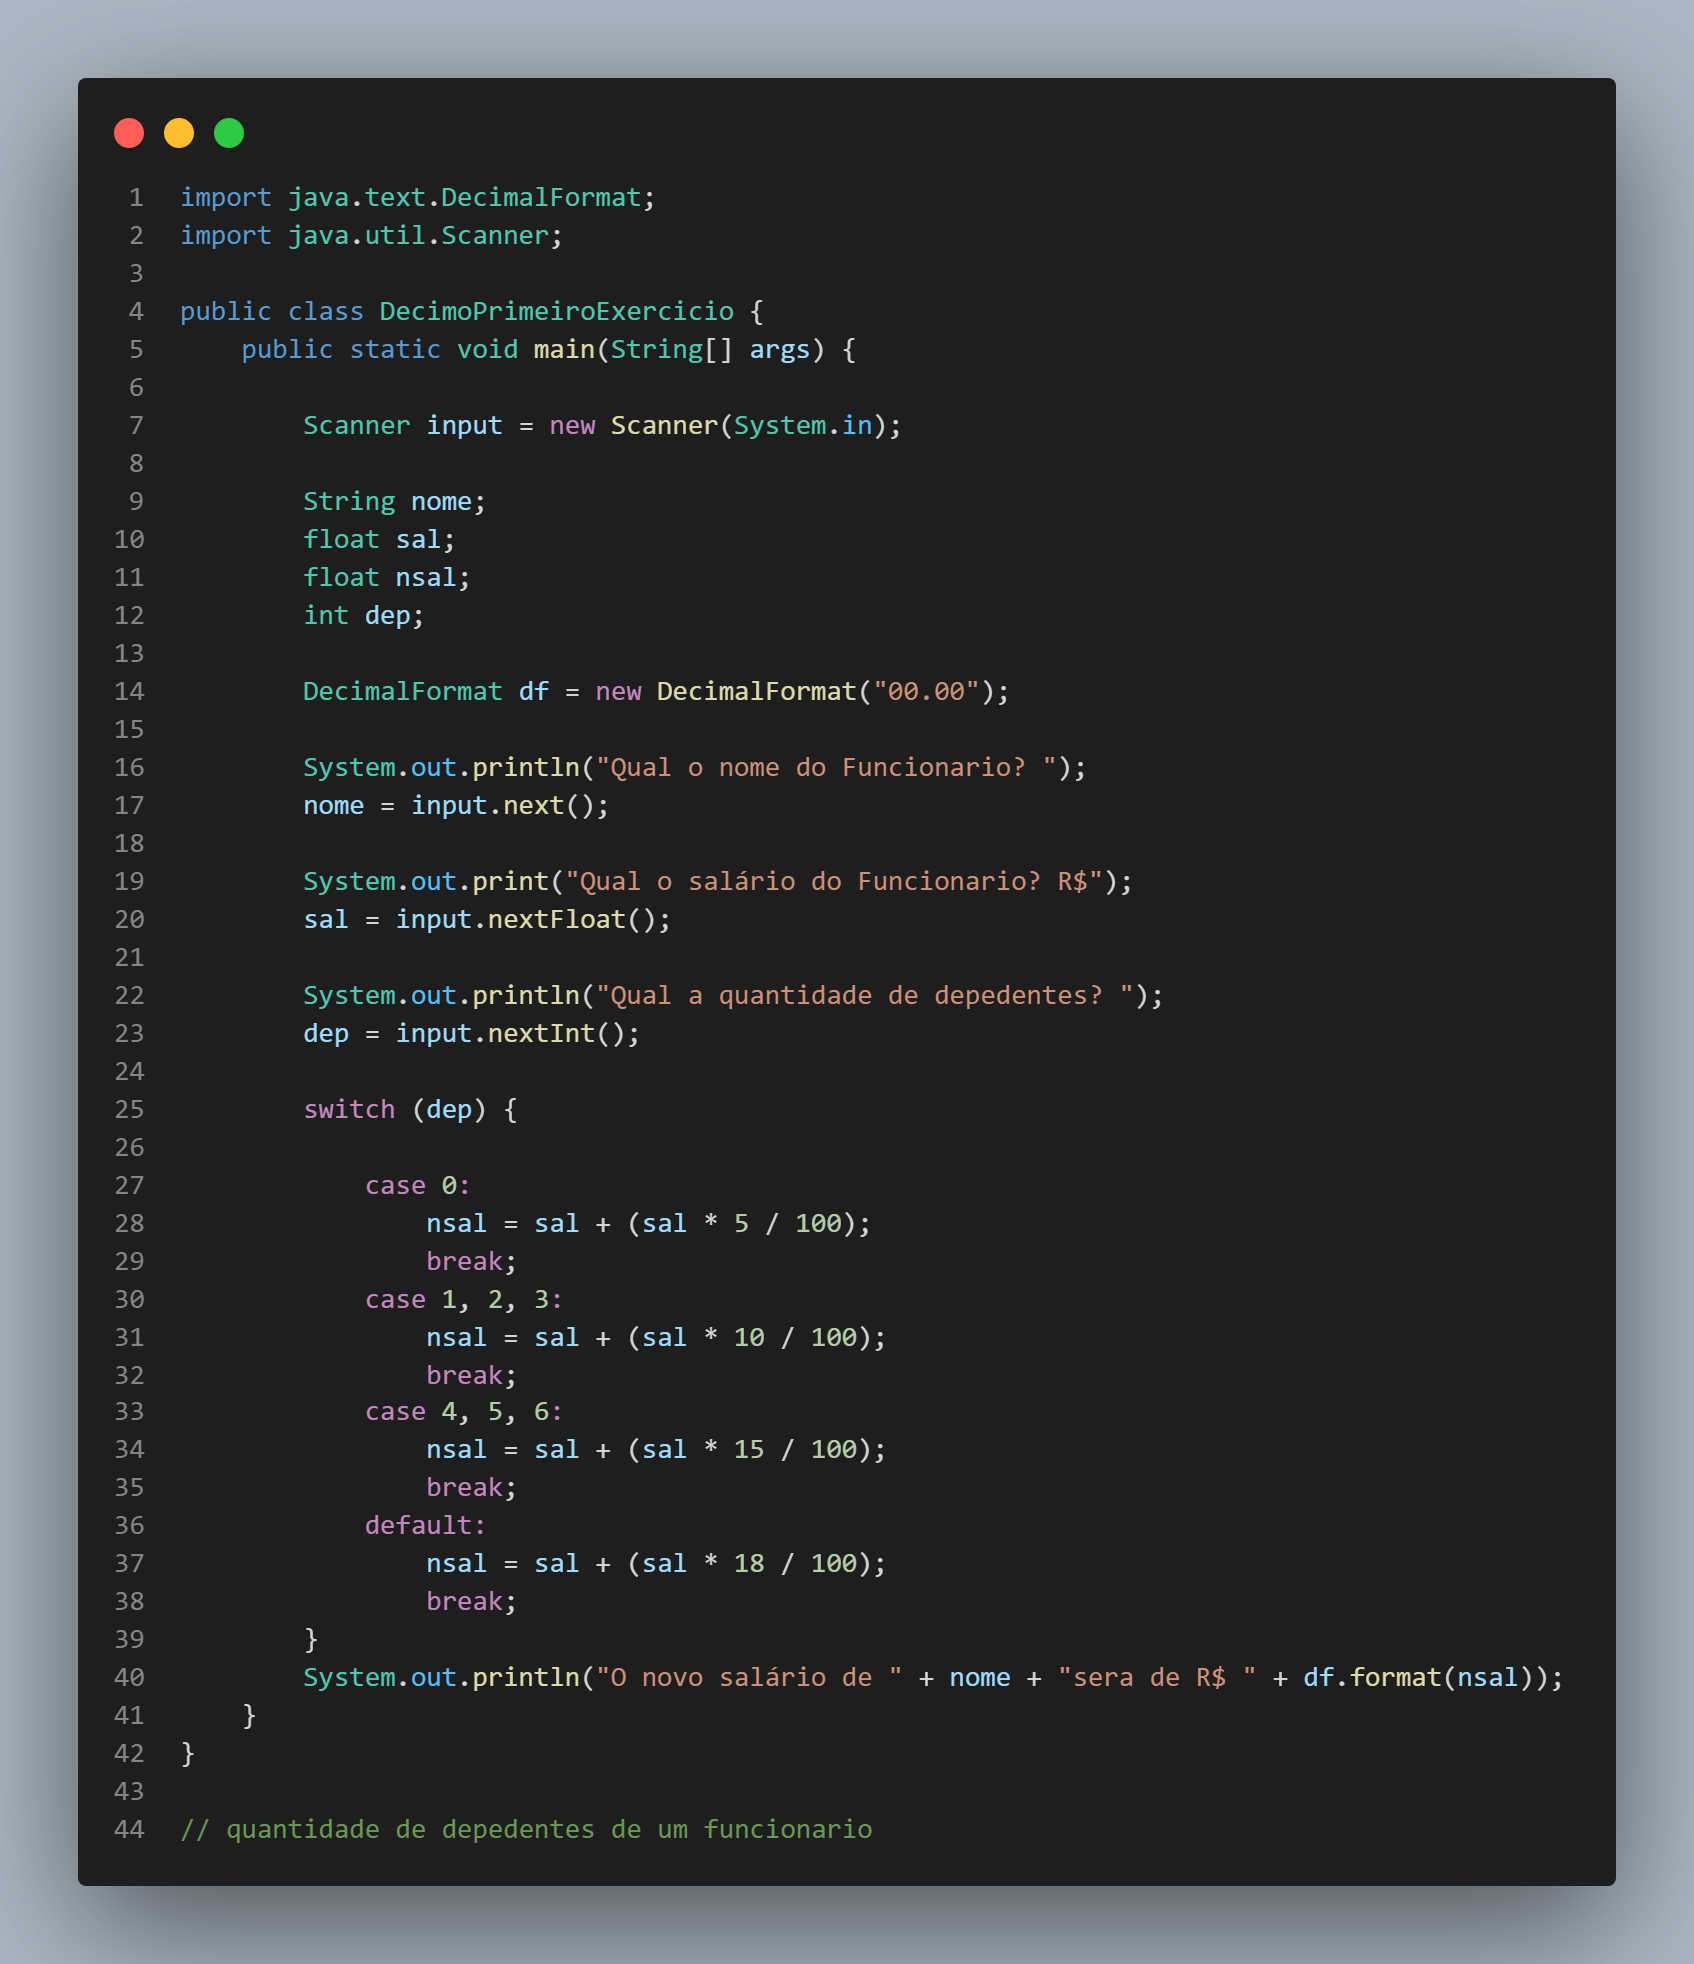 1 import java.text.DecimalFormat;
2 import java.util.Scanner;
3
4 public class DecimoPrimeiroExercicio {
5     public static void main(String[] args) {
6
7         Scanner input = new Scanner(System.in);
8
9         String nome;
10         float sal;
11         float nsal;
12         int dep;
13
14         DecimalFormat df = new DecimalFormat("00.00");
15
16         System.out.println("Qual o nome do Funcionario? ");
17         nome = input.next();
18
19         System.out.print("Qual o salário do Funcionario? R$");
20         sal = input.nextFloat();
21
22         System.out.println("Qual a quantidade de depedentes? ");
23         dep = input.nextInt();
24
25         switch (dep) {
26
27             case 0:
28                 nsal = sal + (sal * 5 / 100);
29                 break;
30             case 1, 2, 3:
31                 nsal = sal + (sal * 10 / 100);
32                 break;
33             case 4, 5, 6:
34                 nsal = sal + (sal * 15 / 100);
35                 break;
36             default:
37                 nsal = sal + (sal * 18 / 100);
38                 break;
39         }
40         System.out.println("O novo salário de " + nome + "sera de R$ " + df.format(nsal));
41     }
42 }
43
44 // quantidade de depedentes de um funcionario